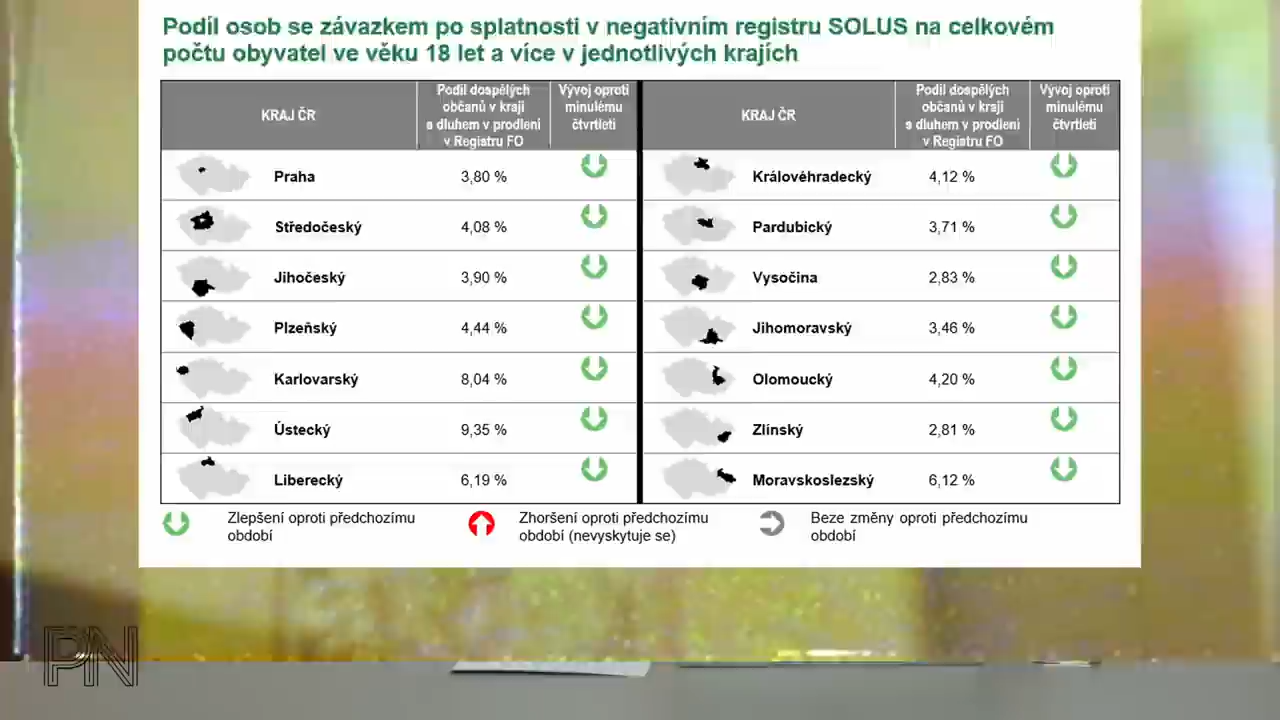 Podíl osob se závazkem po splatnosti v negativním registru SOLUS na celkovém
počtu obyvatel ve věku 18 let a více v jednotlivých krajích
KRAJ ČR
Podíl dospělých
občanů v kraji
s dluhem v prodlení
v Registru FO
Vývoj oproti
minulému
čtvrtletí
KRAJ ČR
Podíl dospělých
občanů v kraji
s dluhem v prodlení
v Registru FO
Vývoj oproti
minulému
čtvrtletí
Praha 3,80 % Královéhradecký 4,12 %
Středočeský 4,08 % Pardubický 3,71 %
Jihočeský 3,90 % Vysočina 2,83 %
Plzeňský 4,44 % Jihomoravský 3,46 %
Karlovarský 8,04 % Olomoucký 4,20 %
Ústecký 9,35 % Zlínský 2,81 %
Liberecký 6,19 % Moravskoslezský 6,12 %
Zlepšení oproti předchozímu
období
Zhoršení oproti předchozímu
období (nevyskytuje se)
Beze změny oproti předchozímu
období
PN